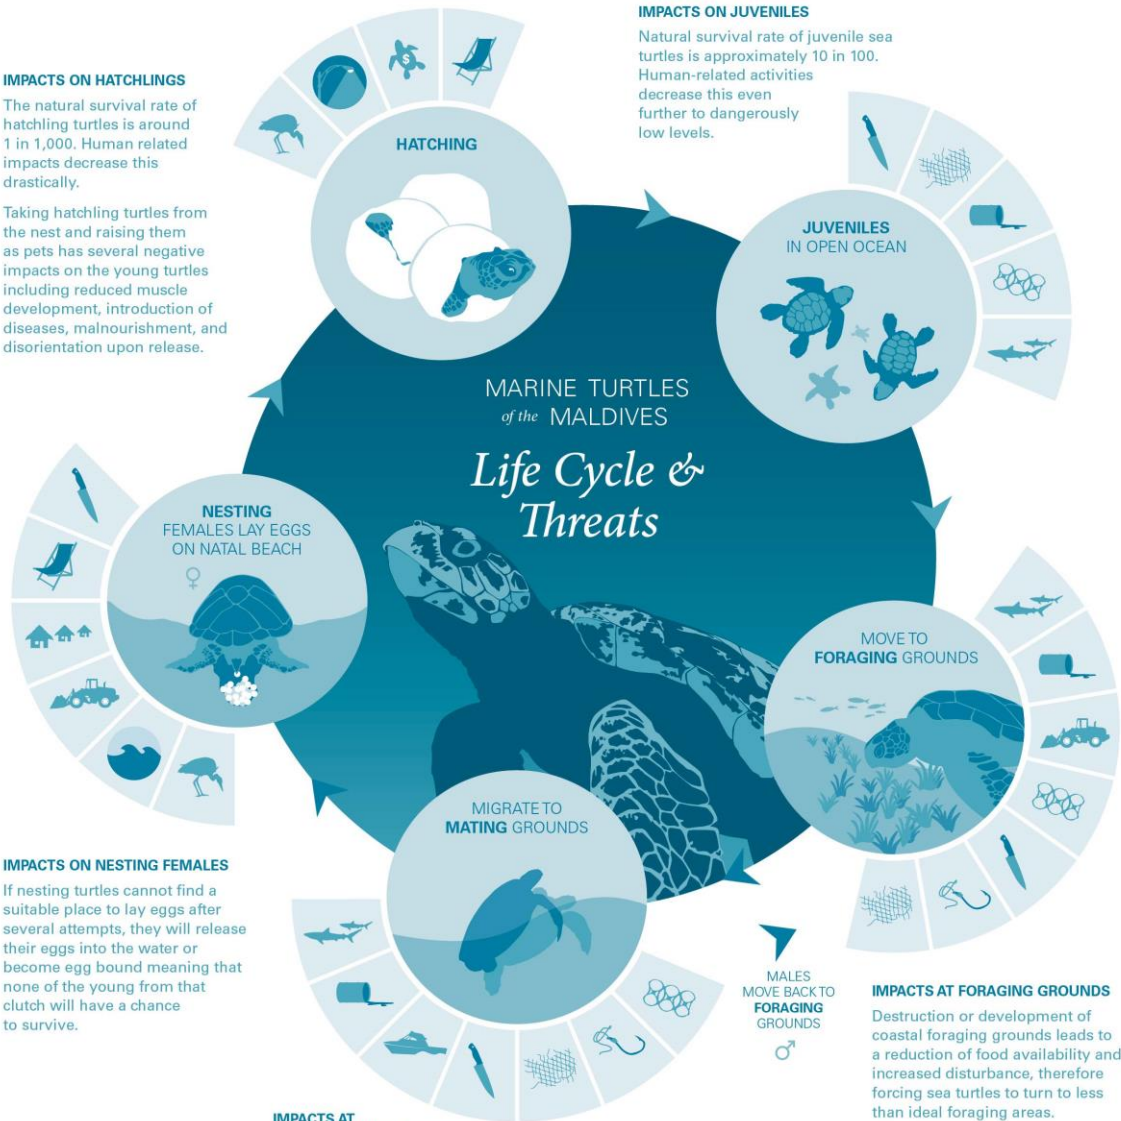 IMPACTS ON JUVENILES
Natural survival rate of juvenile sea
turtles is approximately 10 in 100.
Human-related activities
decrease this even
further to dangerously
low levels.
IMPACTS ON HATCHLINGS
The natural survival rate of
hatchling turtles is around
1 in 1,000. Human related
impacts decrease this
drastically.
Taking hatchling turtles from
the nest and raising them
as pets has several negative
impacts on the young turtles
including reduced muscle
development, introduction of
diseases, malnourishment, and
disorientation upon release.
$
HATCHING
JUVENILES
IN OPEN OCEAN
MARINE TURTLES
of the MALDIVES
Life Cycle &
Threats
NESTING
FEMALES LAY EGGS
ON NATAL BEACH
♀
MOVE TO
FORAGING GROUNDS
MIGRATE TO
MATING GROUNDS
IMPACTS ON NESTING FEMALES
If nesting turtles cannot find a
suitable place to lay eggs after
several attempts, they will release
their eggs into the water or
become egg bound meaning that
none of the young from that
clutch will have a chance
to survive.
MALES
MOVE BACK TO
FORAGING
GROUNDS
♂
IMPACTS AT FORAGING GROUNDS
Destruction or development of
coastal foraging grounds leads to
a reduction of food availability and
increased disturbance, therefore
forcing sea turtles to turn to less
than ideal foraging areas.
IMPACTS AT